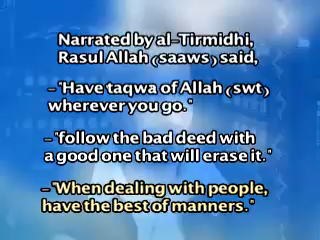 Narrated by al-Tirmidhi,
Rasul Allah (saaws) said,
- "Have taqwa of Allah (swt)
wherever you go."
- "follow the bad deed with
a good one that will erase it."
- "When dealing with people,
have the best of manners."